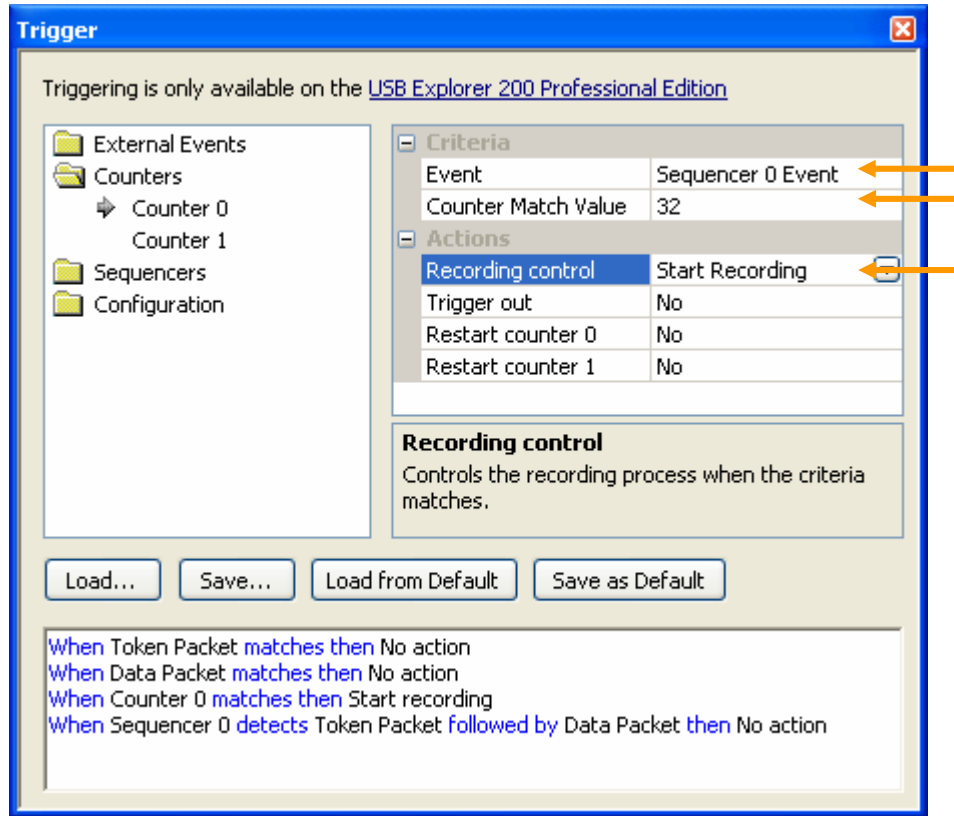 Trigger
Triggering is only available on the USB Explorer 200 Professional Edition
External Events
Counters
Counter 0
Counter 1
Sequencers
Configuration
Criteria
Event Sequencer 0 Event
Counter Match Value 32
Actions
Recording control Start Recording
Trigger out No
Restart counter 0 No
Restart counter 1 No
Recording control
Controls the recording process when the criteria
matches.
Load... Save... Load from Default Save as Default
When Token Packet matches then No action
When Data Packet matches then No action
When Counter 0 matches then Start recording
When Sequencer 0 detects Token Packet followed by Data Packet then No action